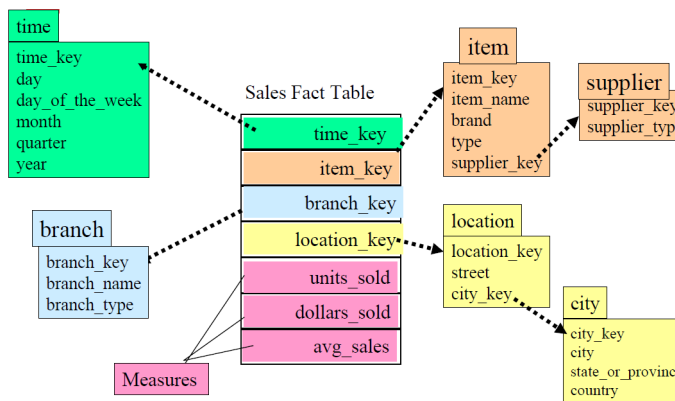 time
time_key
day
day_of_the_week
month
quarter
year
Sales Fact Table
time_key
item_key
branch_key
location_key
units_sold
dollars_sold
avg_sales
Measures
branch
branch_key
branch_name
branch_type
item
item_key
item_name
brand
type
supplier_key
supplier
supplier_key
supplier_typ
location
location_key
street
city_key
city
city_key
city
state_or_provinc
country